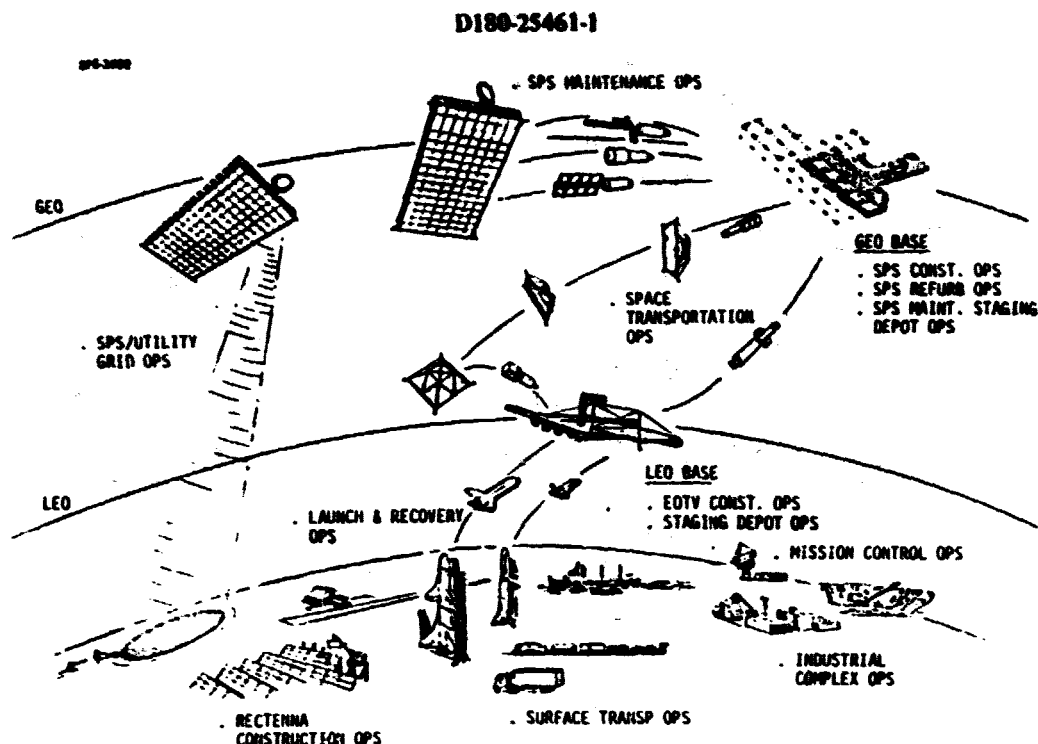 D180-25461-1
. SPS MAINTENANCE OPS
GEO
GEO BASE
. SPS CONST. OPS
. SPS REFURB OPS
. SPS MAINT. STAGING
DEPOT OPS
. SPACE
TRANSPORTATION
OPS
. SPS/UTILITY
GRID OPS
LEO
LEO BASE
. EOTV CONST. OPS
. STAGING DEPOT OPS
. LAUNCH & RECOVERY
OPS
. MISSION CONTROL OPS
. INDUSTRIAL
COMPLEX OPS
. RECTENNA
CONSTRUCTION OPS
. SURFACE TRANSP OPS